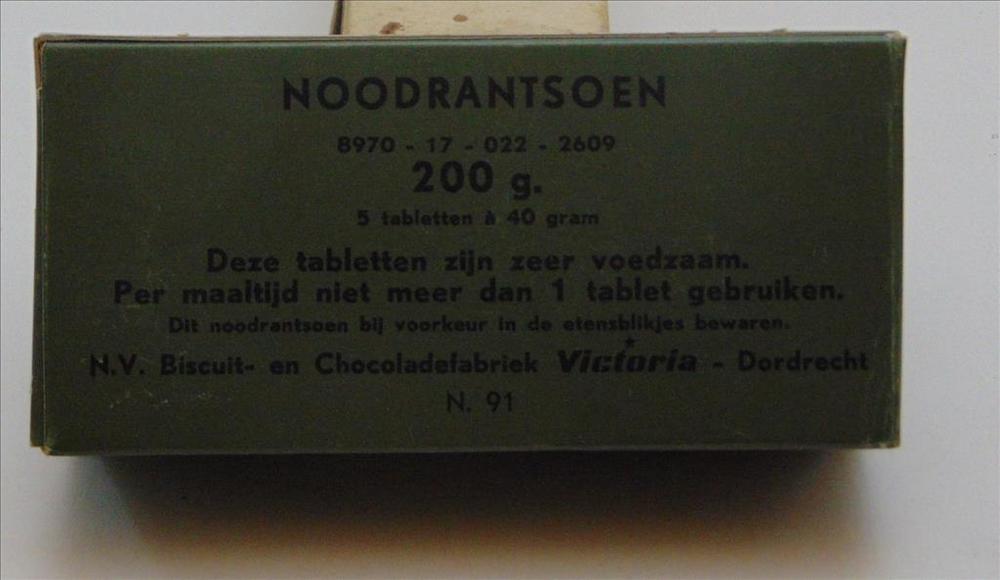 NOODRANTSOEN
8970 - 17 - 022 - 2609
200 g.
5 tabletten à 40 gram
Deze tabletten zijn zeer voedzaam.
Per maaltijd niet meer dan 1 tablet gebruiken.
Dit noodrantsoen bij voorkeur in de etensblikjes bewaren.
N.V. Biscuit- en Chocoladefabriek Victoria - Dordrecht
N. 91